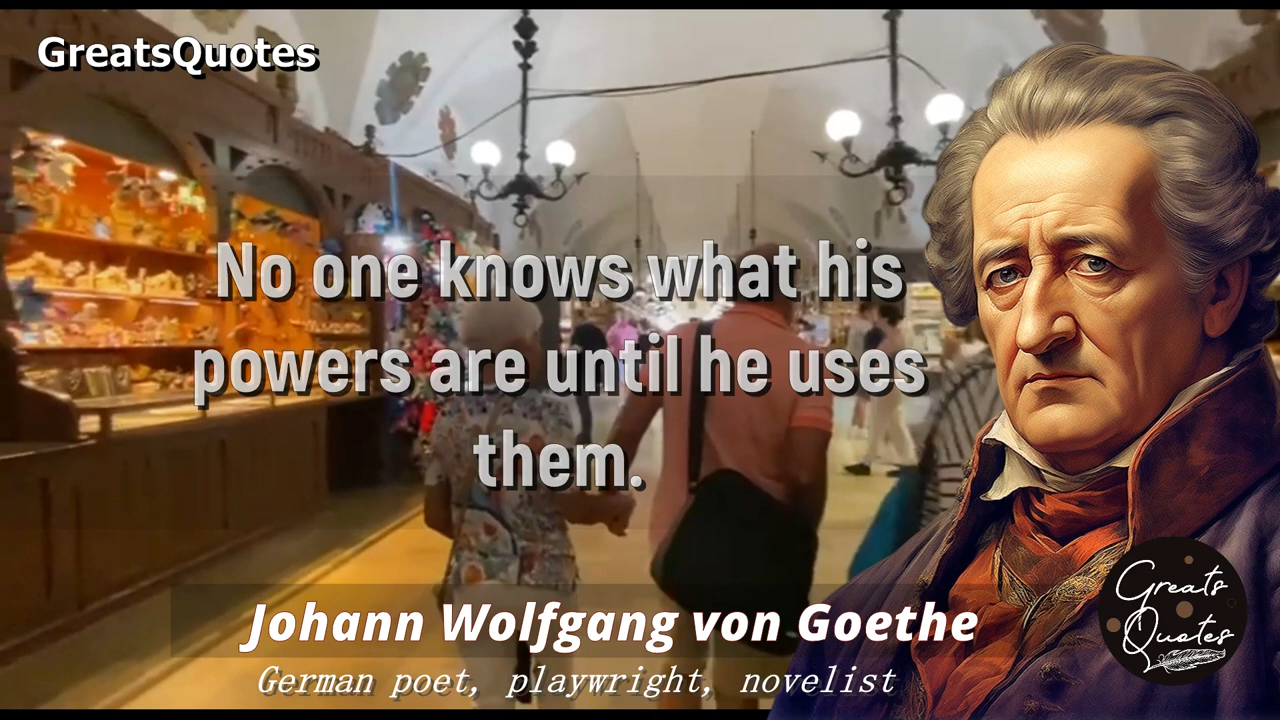 GreatsQuotes
No one knows what his
powers are until he uses
them.
Johann Wolfgang von Goethe
German poet, playwright, novelist
Greats
Quotes